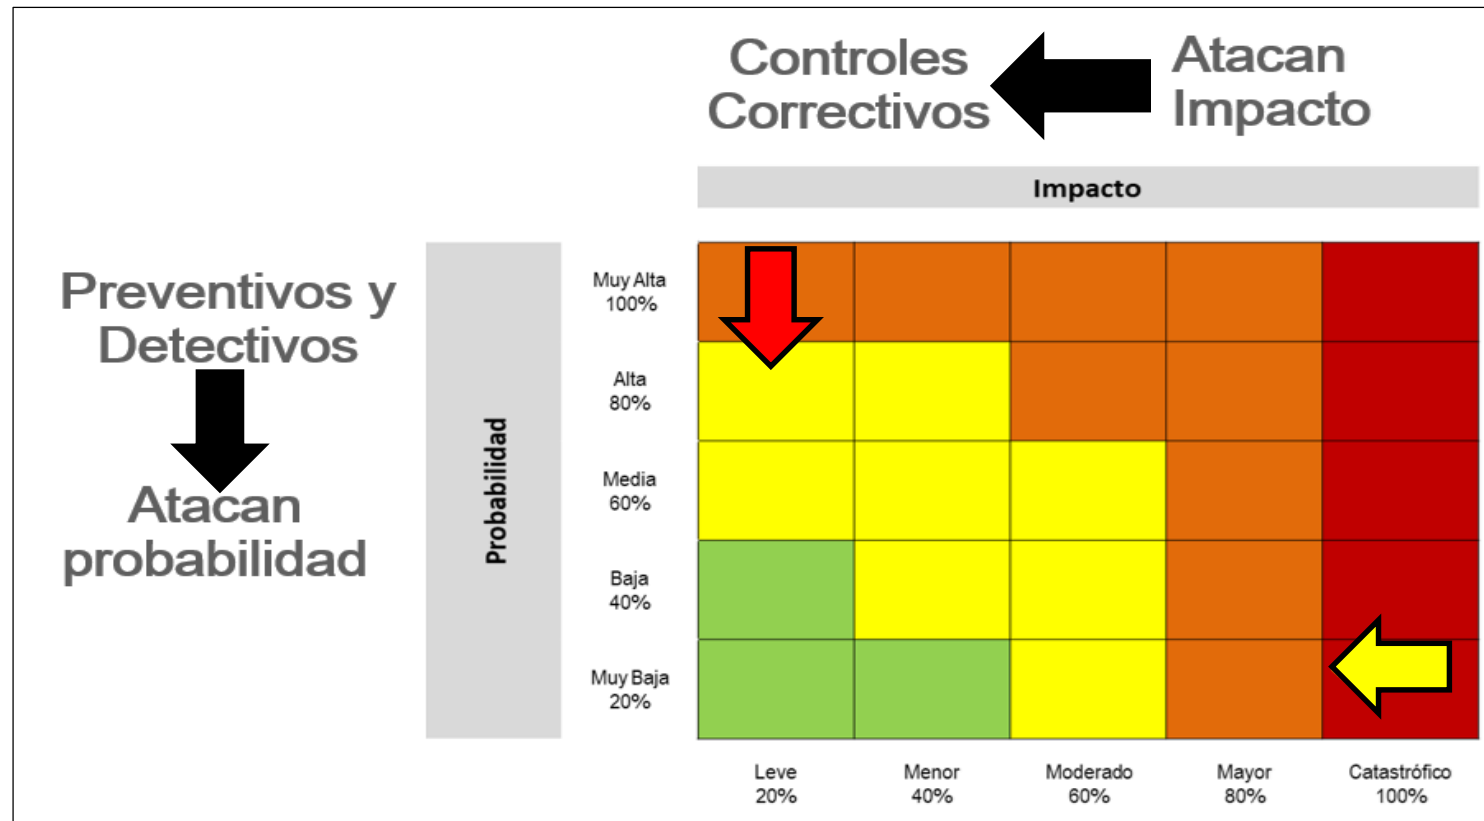 Controles
Correctivos
Atacan
Impacto
Impacto
Preventivos y
Detectivos
Atacan
probabilidad
Probabilidad
Muy Alta
100%
Alta
80%
Media
60%
Baja
40%
Muy Baja
20%
Leve
20%
Menor
40%
Moderado
60%
Mayor
80%
Catastrófico
100%